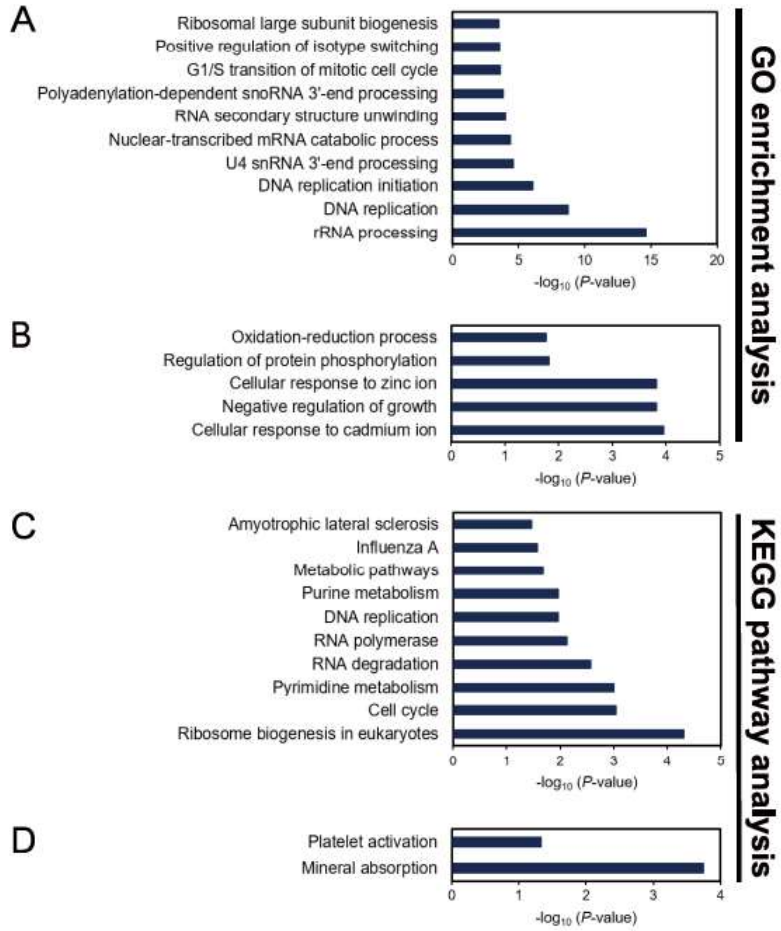 A
Ribosomal large subunit biogenesis
Positive regulation of isotype switching
G1/S transition of mitotic cell cycle
Polyadenylation-dependent snoRNA 3'-end processing
RNA secondary structure unwinding
Nuclear-transcribed mRNA catabolic process
U4 snRNA 3'-end processing
DNA replication initiation
DNA replication
rRNA processing
0 5 10 15 20
-log₁₀ (P-value)
B
Oxidation-reduction process
Regulation of protein phosphorylation
Cellular response to zinc ion
Negative regulation of growth
Cellular response to cadmium ion
0 1 2 3 4 5
-log₁₀ (P-value)
GO enrichment analysis
C
Amyotrophic lateral sclerosis
Influenza A
Metabolic pathways
Purine metabolism
DNA replication
RNA polymerase
RNA degradation
Pyrimidine metabolism
Cell cycle
Ribosome biogenesis in eukaryotes
0 1 2 3 4 5
-log₁₀ (P-value)
D
Platelet activation
Mineral absorption
0 1 2 3 4
-log₁₀ (P-value)
KEGG pathway analysis